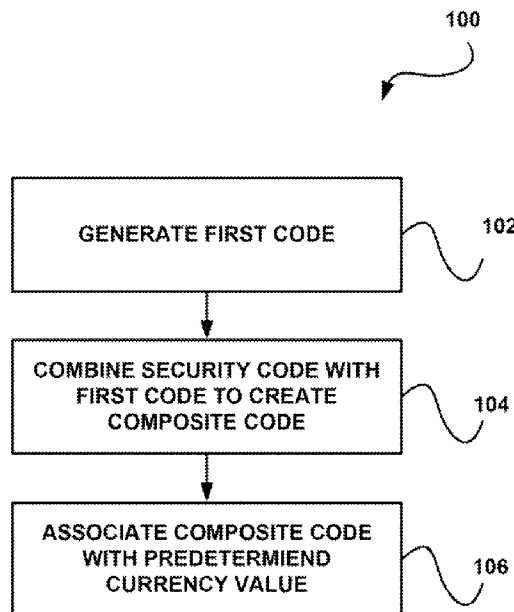 100
GENERATE FIRST CODE
102
COMBINE SECURITY CODE WITH
FIRST CODE TO CREATE
COMPOSITE CODE
104
ASSOCIATE COMPOSITE CODE
WITH PREDETERMIEND
CURRENCY VALUE
106